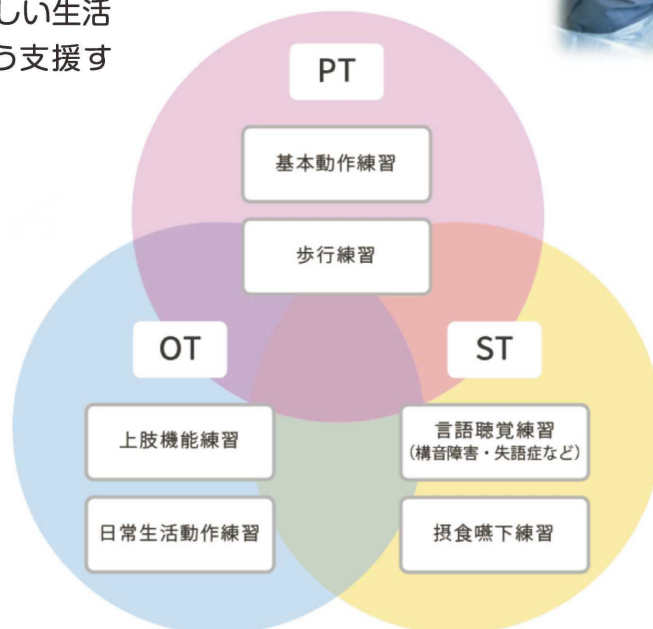 しい生活
う支援す
PT
基本動作練習
歩行練習
OT
上肢機能練習
日常生活動作練習
ST
言語聴覚練習
(構音障害・失語症など)
摂食嚥下練習